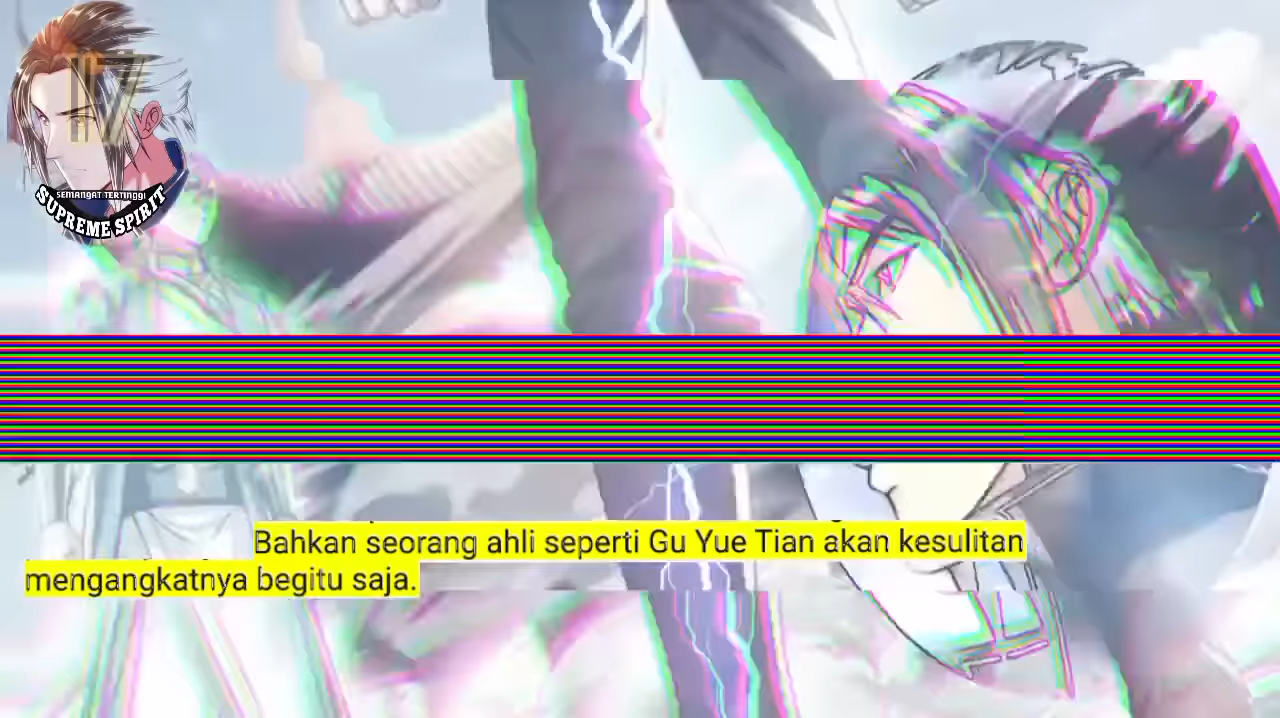 SEMANGAT TERTINGGI
SUPREME SPIRIT
Bahkan seorang ahli seperti Gu Yue Tian akan kesulitan
mengangkatnya begitu saja.